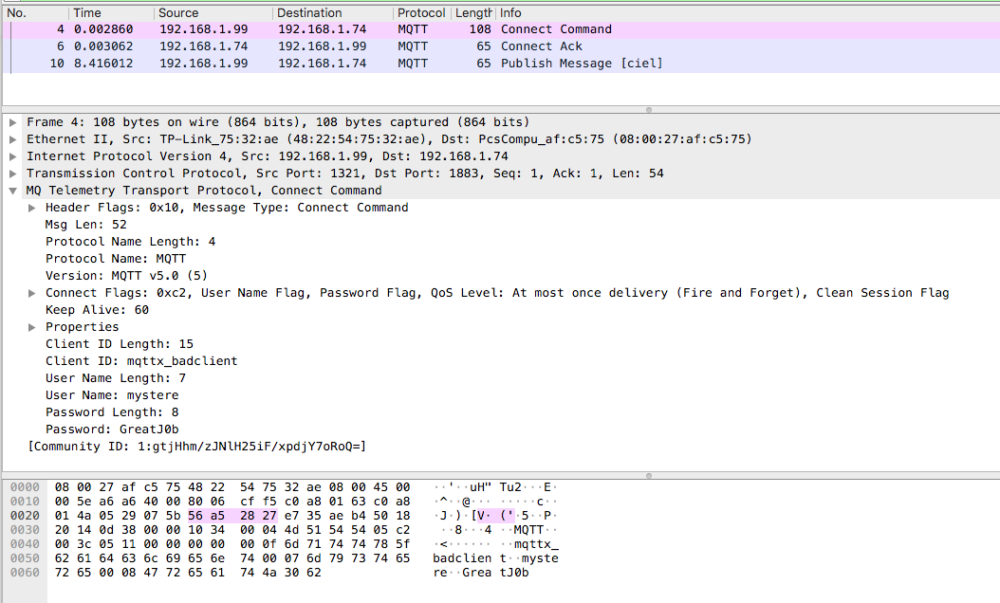 No. Time Source Destination Protocol Length Info
4 0.002860 192.168.1.99 192.168.1.74 MQTT 108 Connect Command
6 0.003062 192.168.1.74 192.168.1.99 MQTT 65 Connect Ack
10 8.416012 192.168.1.99 192.168.1.74 MQTT 65 Publish Message [ciel]
Frame 4: 108 bytes on wire (864 bits), 108 bytes captured (864 bits)
Ethernet II, Src: TP-Link_75:32:ae (48:22:54:75:32:ae), Dst: PcsCompu_af:c5:75 (08:00:27:af:c5:75)
Internet Protocol Version 4, Src: 192.168.1.99, Dst: 192.168.1.74
Transmission Control Protocol, Src Port: 1321, Dst Port: 1883, Seq: 1, Ack: 1, Len: 54
MQ Telemetry Transport Protocol, Connect Command
Header Flags: 0x10, Message Type: Connect Command
Msg Len: 52
Protocol Name Length: 4
Protocol Name: MQTT
Version: MQTT v5.0 (5)
Connect Flags: 0xc2, User Name Flag, Password Flag, QoS Level: At most once delivery (Fire and Forget), Clean Session Flag
Keep Alive: 60
Properties
Client ID Length: 15
Client ID: mqttx_badclient
User Name Length: 7
User Name: mystere
Password Length: 8
Password: GreatJ0b
[Community ID: 1:gtjHhm/zJNlH25iF/xpdjY7oRoQ=]
0000 08 00 27 af c5 75 48 22 54 75 32 ae 08 00 45 00 ··'··uH" Tu2···E·
0010 00 5e a6 a6 40 00 80 06 cf f5 c0 a8 01 63 c0 a8 ·^··@··· ·····c··
0020 01 4a 05 29 07 5b 56 a5 28 27 e7 35 ae b4 50 18 ·J·)·[V· ('·5··P·
0030 20 14 0d 38 00 00 10 34 00 04 4d 51 54 54 05 c2 ··8···4 ··MQTT··
0040 00 3c 05 11 00 00 00 00 00 0f 6d 71 74 74 78 5f ·<······ ··mqttx_
0050 62 61 64 63 6c 69 65 6e 74 00 07 6d 79 73 74 65 badclien t··myste
0060 72 65 00 08 47 72 65 61 74 4a 30 62 re··Grea tJ0b